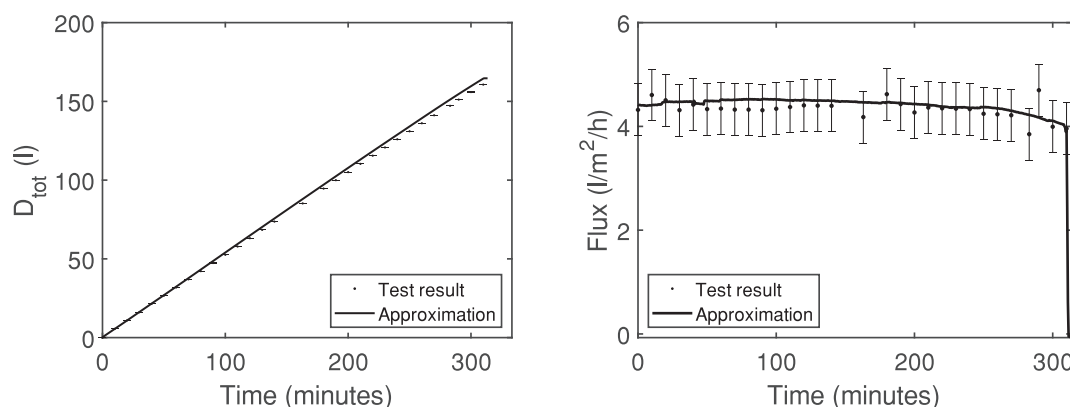 200
150
100
50
0
D_tot (l)
0 100 200 300
Time (minutes)
Test result
Approximation
6
4
2
0
Flux (l/m²/h)
0 100 200 300
Time (minutes)
Test result
Approximation